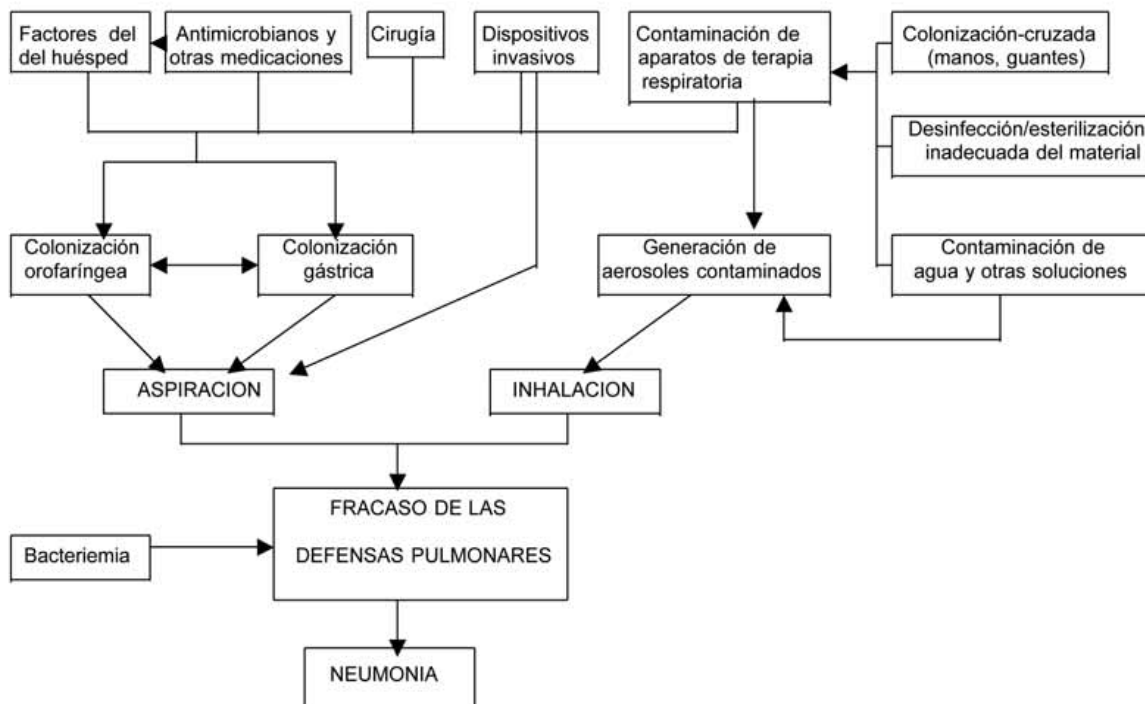 Factores del
del huésped
Antimicrobianos y
otras medicaciones
Cirugía
Dispositivos
invasivos
Contaminación de
aparatos de terapia
respiratoria
Colonización-cruzada
(manos, guantes)
Desinfección/esterilización
inadecuada del material
Colonización
orofaríngea
Colonización
gástrica
Generación de
aerosoles contaminados
Contaminación de
agua y otras soluciones
ASPIRACION
INHALACION
FRACASO DE LAS
DEFENSAS PULMONARES
Bacteriemia
NEUMONIA